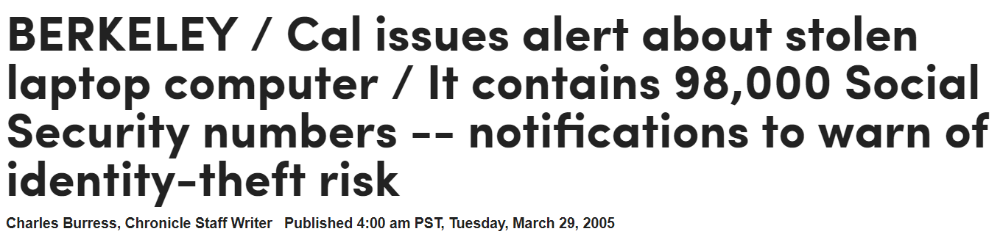 BERKELEY / Cal issues alert about stolen
laptop computer / It contains 98,000 Social
Security numbers -- notifications to warn of
identity-theft risk
Charles Burress, Chronicle Staff Writer Published 4:00 am PST, Tuesday, March 29, 2005